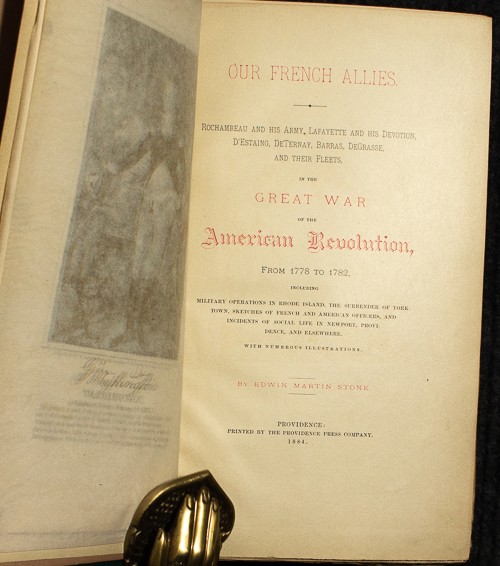 OUR FRENCH ALLIES.
ROCHAMBEAU AND HIS ARMY, LAFAYETTE AND HIS DEVOTION,
D'ESTAING, DETERNAY, BARRAS, DEGRASSE,
AND THEIR FLEETS,
IN THE
GREAT WAR
OF THE
American Revolution,
FROM 1778 TO 1782,
INCLUDING
MILITARY OPERATIONS IN RHODE ISLAND, THE SURRENDER OF YORK-
TOWN, SKETCHES OF FRENCH AND AMERICAN OFFICERS, AND
INCIDENTS OF SOCIAL LIFE IN NEWPORT, PROVI-
DENCE, AND ELSEWHERE.
WITH NUMEROUS ILLUSTRATIONS.
BY EDWIN MARTIN STONE
PROVIDENCE:
PRINTED BY THE PROVIDENCE PRESS COMPANY.
1884.